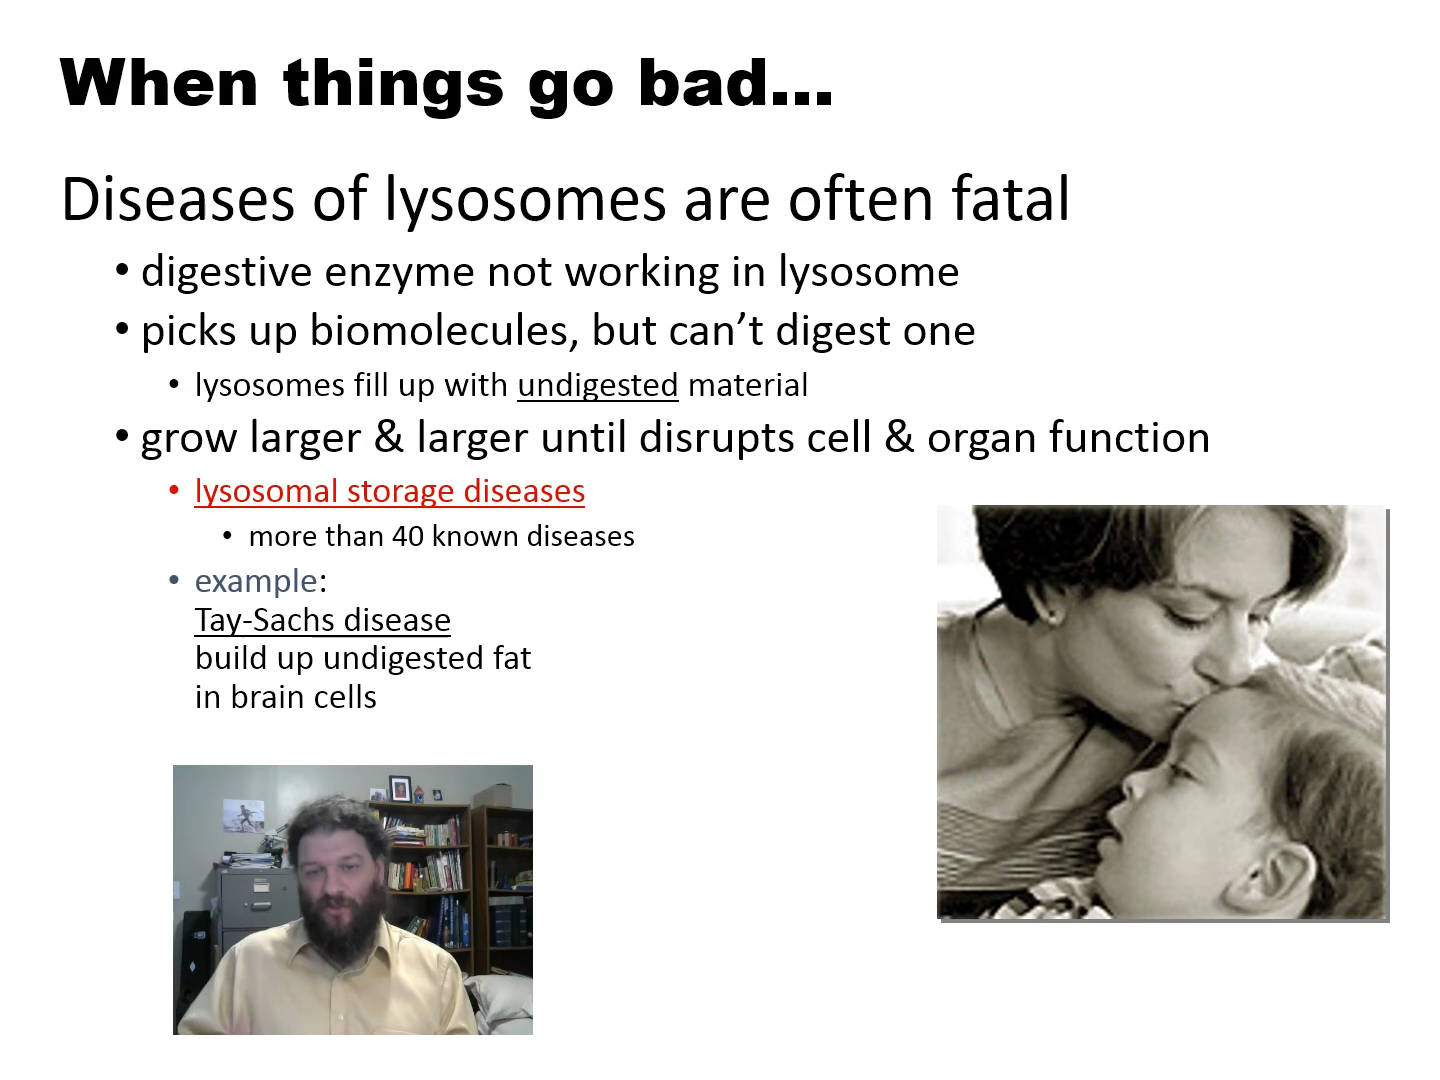 When things go bad...
Diseases of lysosomes are often fatal
• digestive enzyme not working in lysosome
• picks up biomolecules, but can’t digest one
• lysosomes fill up with undigested material
• grow larger & larger until disrupts cell & organ function
• lysosomal storage diseases
• more than 40 known diseases
• example:
Tay-Sachs disease
build up undigested fat
in brain cells